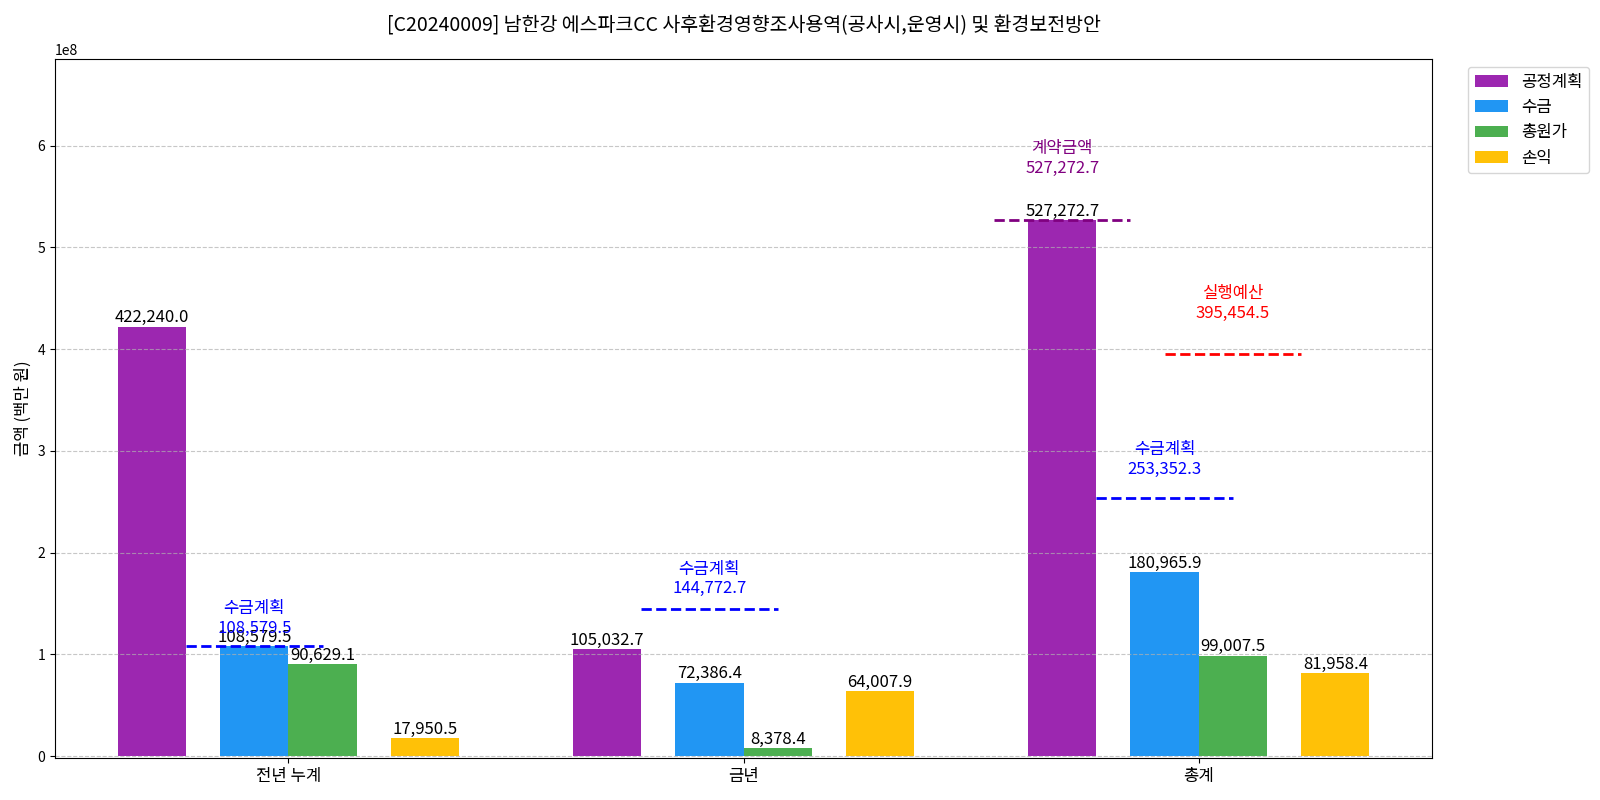 [C20240009] 남한강 에스파크CC 사후환경영향조사용역(공사시,운영시) 및 환경보전방안
1e8
공정계획
수금
총원가
손익
금액 (백만 원)
6
5
4
3
2
1
0
422,240.0
수금계획
108,579.5
108,579.5
90,629.1
17,950.5
105,032.7
수금계획
144,772.7
72,386.4
8,378.4
64,007.9
계약금액
527,272.7
527,272.7
실행예산
395,454.5
수금계획
253,352.3
180,965.9
99,007.5
81,958.4
전년 누계
금년
총계